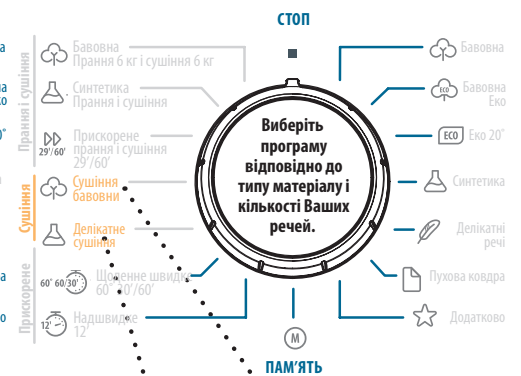 СТОП
Бавовна
Прання 6 кг і сушіння 6 кг
Синтетика
Прання і сушіння
Прискорене
прання і сушіння
29'/60'
29'/60'
Прання і сушіння
Сушіння
бавовни
Делікатне
сушіння
Сушіння
60° 60/30'
Щоденне швидке
Надшвидке
12'
12'
Прискорене
Виберіть
програму
відповідно до
типу матеріалу і
кількості Ваших
речей.
Бавовна
ECO
Бавовна
Еко
ECO
Еко 20°
Синтетика
Делікатні
речі
Пухова ковдра
Додатково
M
ПАМ'ЯТЬ